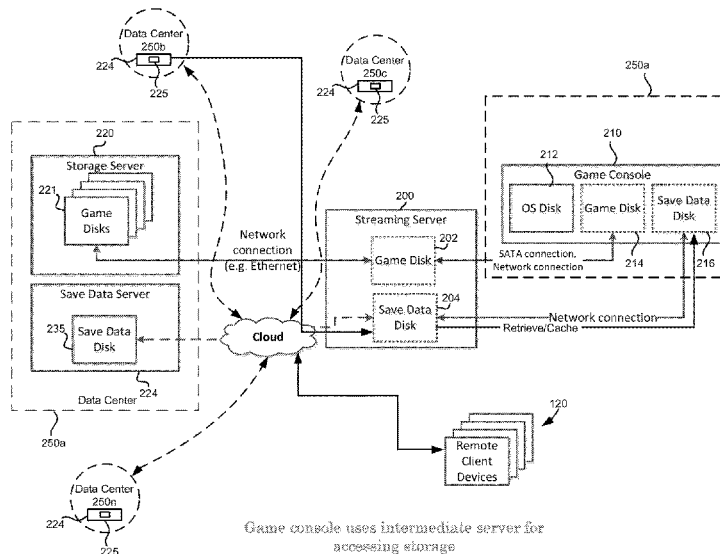 Data Center
250b
224
225
Data Center
250c
224
225
250a
220
Storage Server
221
Game
Disks
Save Data Server
235
Save Data
Disk
224
Data Center
250a
Network
connection
(e.g. Ethernet)
Cloud
200
Streaming Server
202
Game Disk
204
Save Data
Disk
210
Game Console
212
OS Disk
Game Disk
Save Data
Disk
214
216
SATA connection,
Network connection
Network connection
Retrieve/Cache
120
Remote
Client
Devices
Data Center
250n
224
225
Game console uses intermediate server for
accessing storage